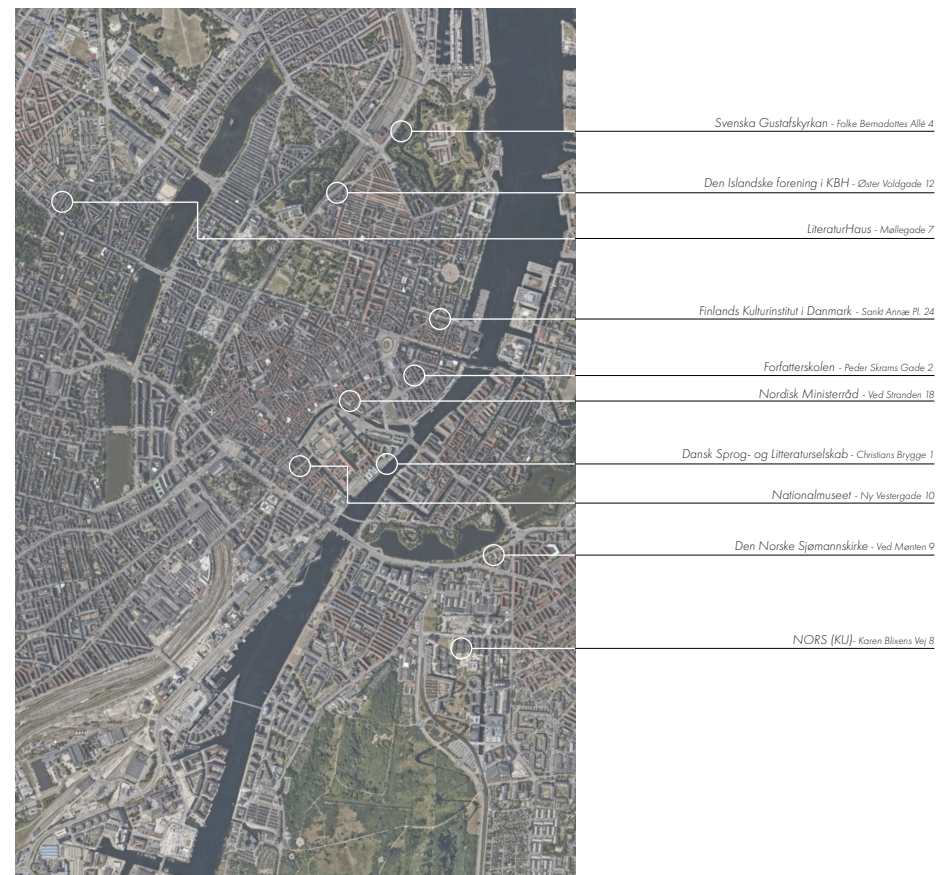 Svenska Gustafskyrkan - Folke Bernadottes Allé 4
Den Islandske forening i KBH - Øster Voldgade 12
LiteraturHaus - Møllegade 7
Finlands Kulturinstitut i Danmark - Sankt Annæ Pl. 24
Forfatterskolen - Peder Skrams Gade 2
Nordisk Ministerråd - Ved Stranden 18
Dansk Sprog- og Litteraturselskab - Christians Brygge 1
Nationalmuseet - Ny Vestergade 10
Den Norske Sjømannskirke - Ved Mønten 9
NORS (KU)- Karen Blixens Vej 8